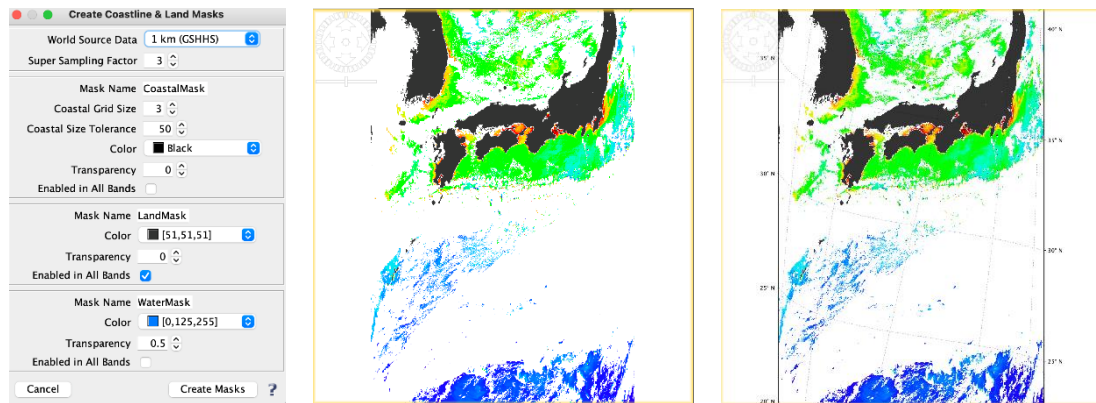 Create Coastline & Land Masks
World Source Data 1 km (GSHHS)
Super Sampling Factor 3
Mask Name CoastalMask
Coastal Grid Size 3
Coastal Size Tolerance 50
Color Black
Transparency 0
Enabled in All Bands
Mask Name LandMask
Color [51,51,51]
Transparency 0
Enabled in All Bands
Mask Name WaterMask
Color [0,125,255]
Transparency 0.5
Enabled in All Bands
Cancel Create Masks ?
40° N
35° N
35° N
30° N
30° N
25° N
25° N
20° N